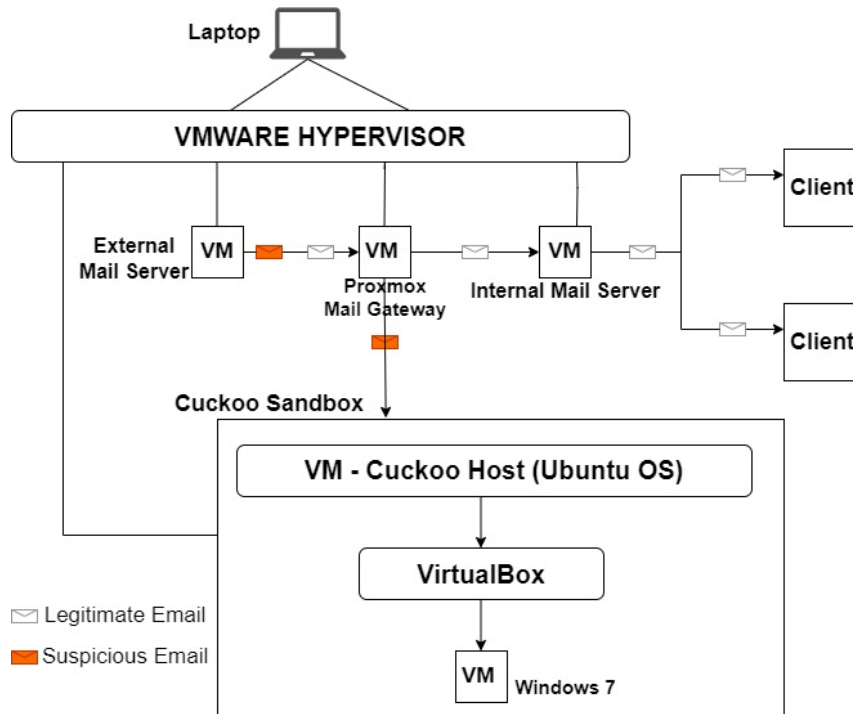 Laptop
VMWARE HYPERVISOR
External
Mail Server
VM
VM
Proxmox
Mail Gateway
VM
Internal Mail Server
Client
Client
Cuckoo Sandbox
VM - Cuckoo Host (Ubuntu OS)
VirtualBox
VM
Windows 7
Legitimate Email
Suspicious Email